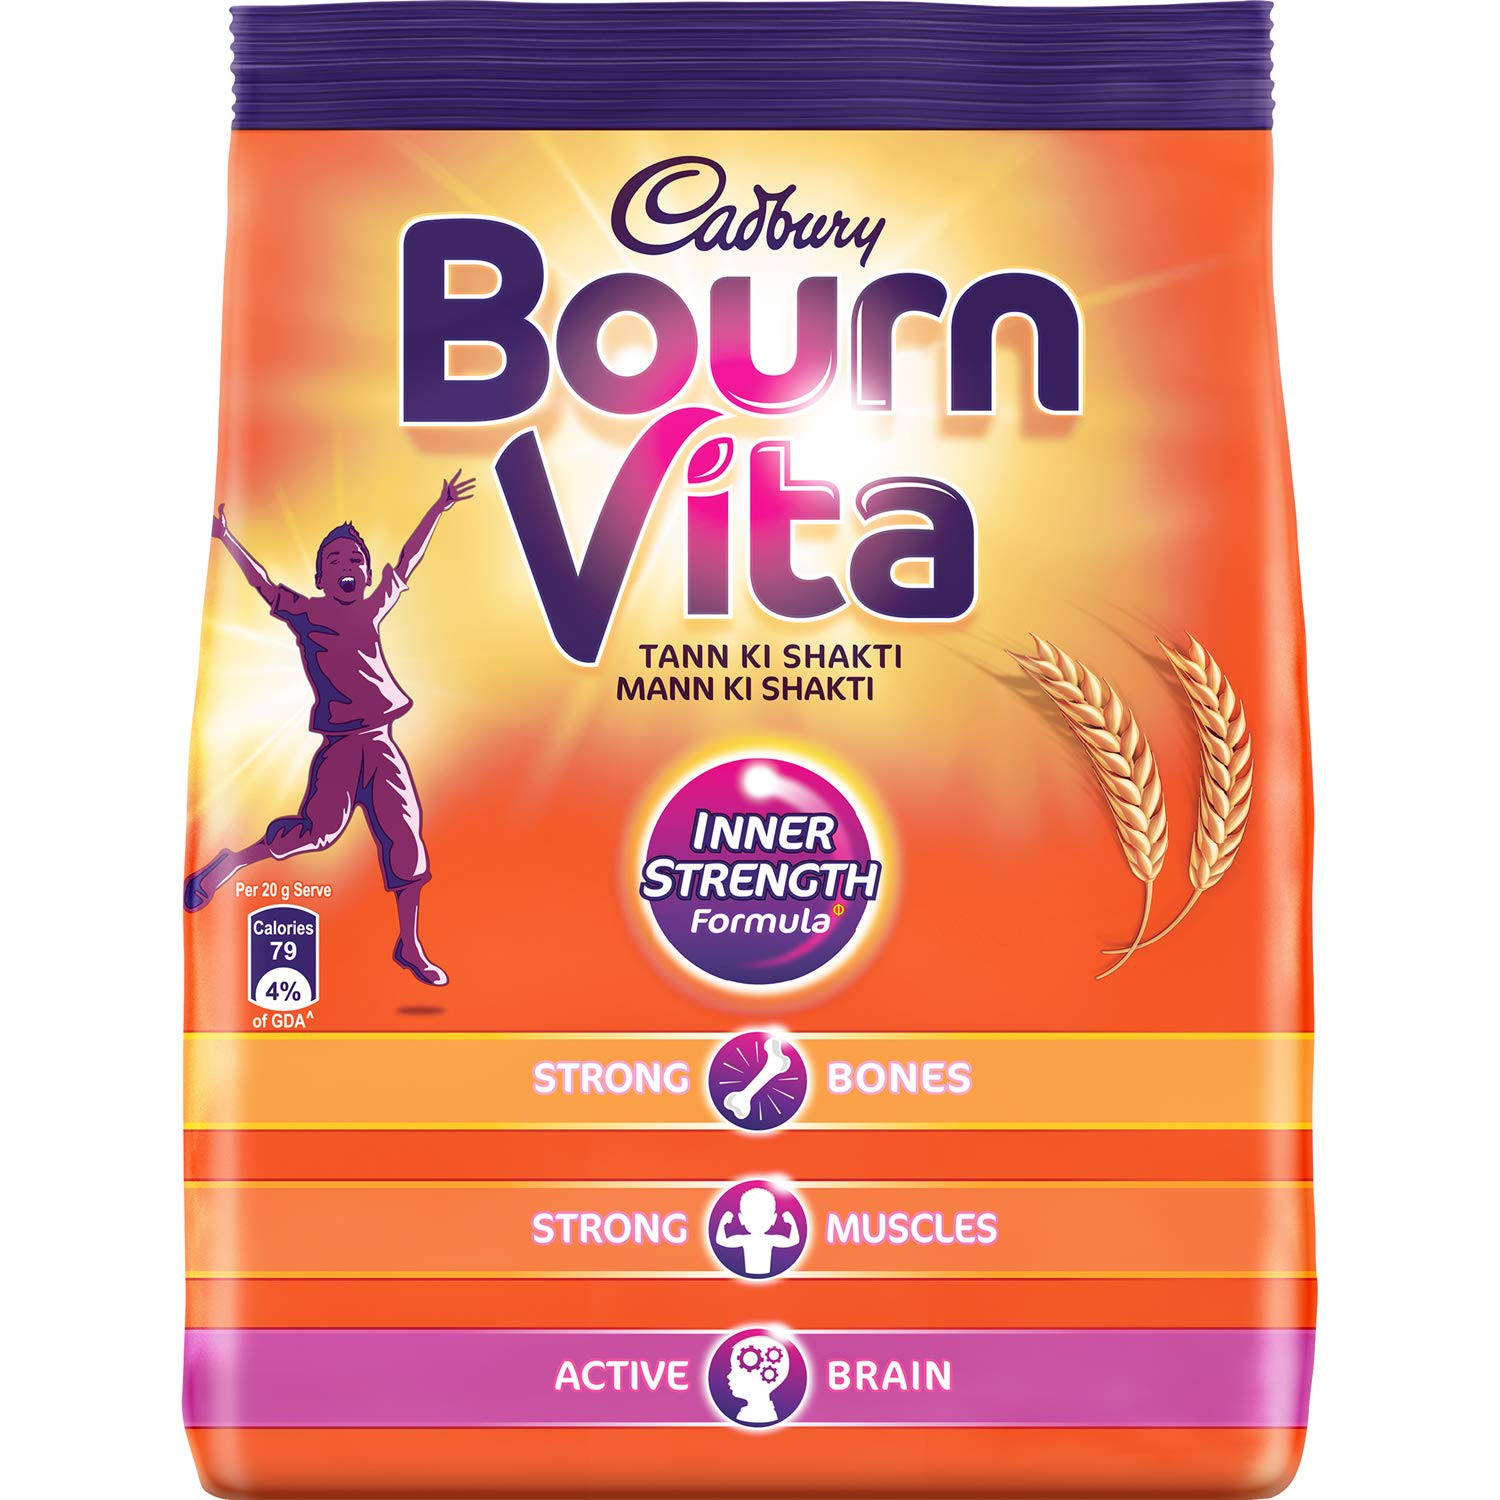 Cadbury
Bourn
Vita
TANN KI SHAKTI
MANN KI SHAKTI
INNER
STRENGTH
Formula
Per 20 g Serve
Calories
79
4%
of GDA^
STRONG BONES
STRONG MUSCLES
ACTIVE BRAIN